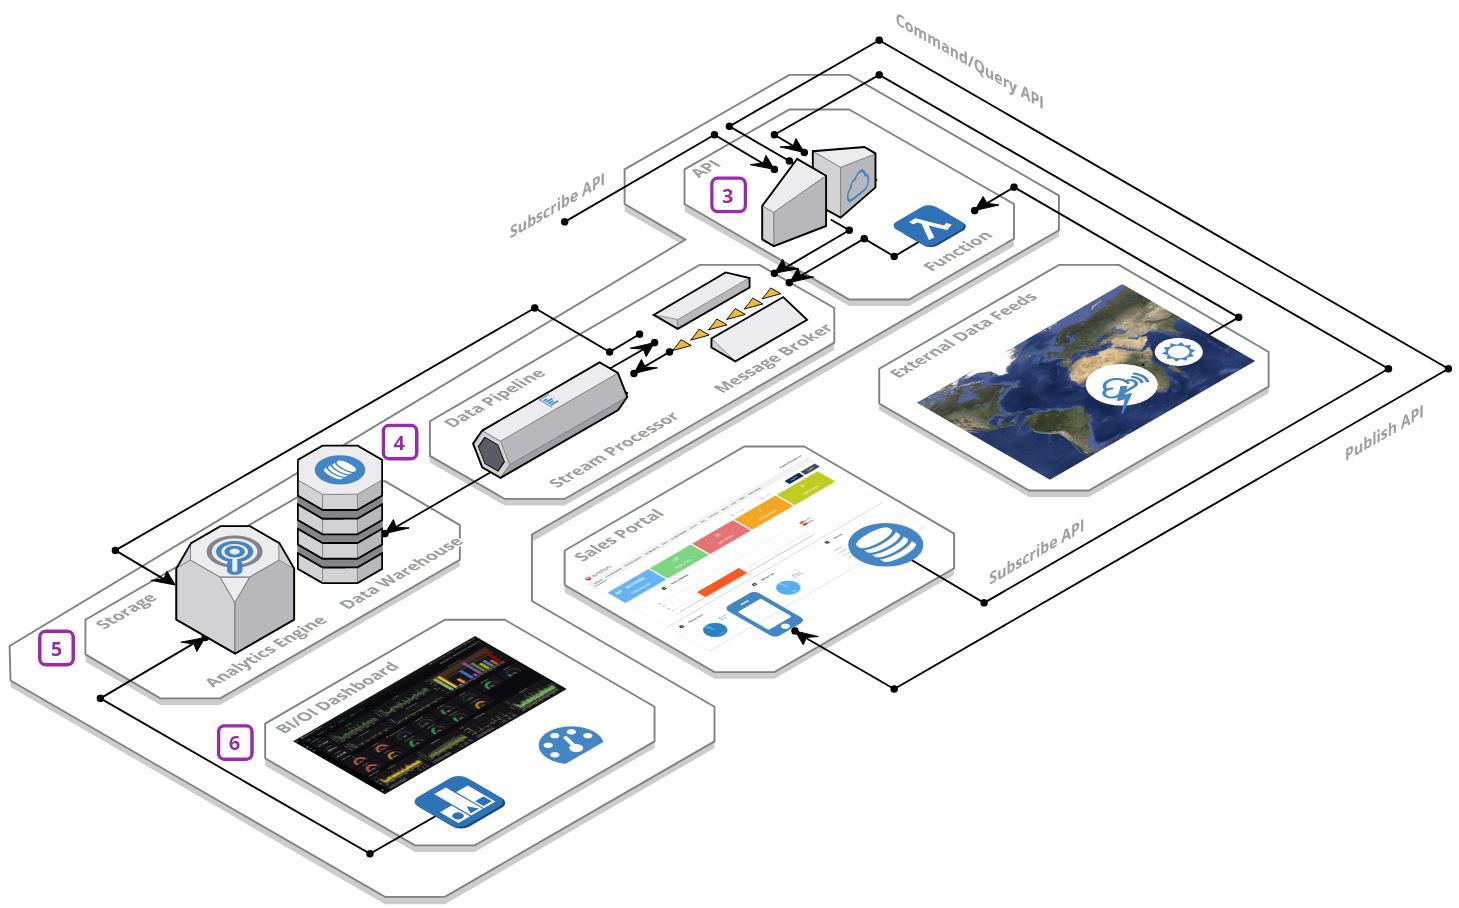 Command/Query API
Subscribe API
API
3
Function
External Data Feeds
Message Broker
Data Pipeline
Stream Processor
4
Publish API
Sales Portal
Subscribe API
Data Warehouse
Storage
Analytics Engine
5
BI/OI Dashboard
6